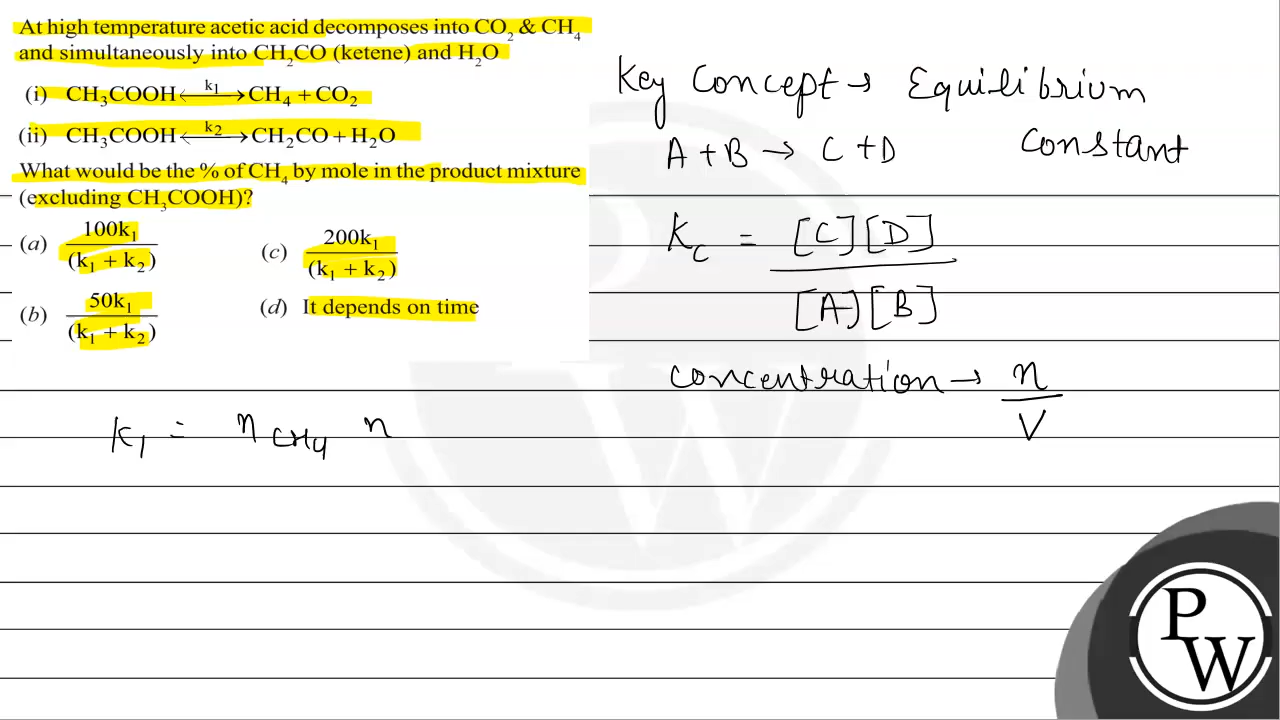 At high temperature acetic acid decomposes into CO₂ & CH₄
and simultaneously into CH₂CO (ketene) and H₂O
(i) CH₃COOH ⟷ k₁ CH₄ + CO₂
(ii) CH₃COOH ⟷ k₂ CH₂CO + H₂O
What would be the % of CH₄ by mole in the product mixture
(excluding CH₃COOH)?
(a) 100k₁ / (k₁ + k₂)
(c) 200k₁ / (k₁ + k₂)
(b) 50k₁ / (k₁ + k₂)
(d) It depends on time
Key Concept → Equilibrium
Constant
A + B → C + D
Kc = [C][D] / [A][B]
concentration → n / V
k₁ = n CH₄ n
PW